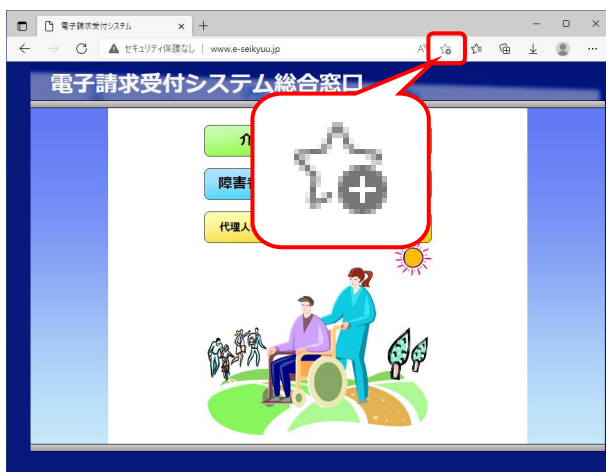 電子請求受付システム
セキュリティ保護なし | www.e-seikyuu.jp
電子請求受付システム総合窓口
介
障害者
代理人